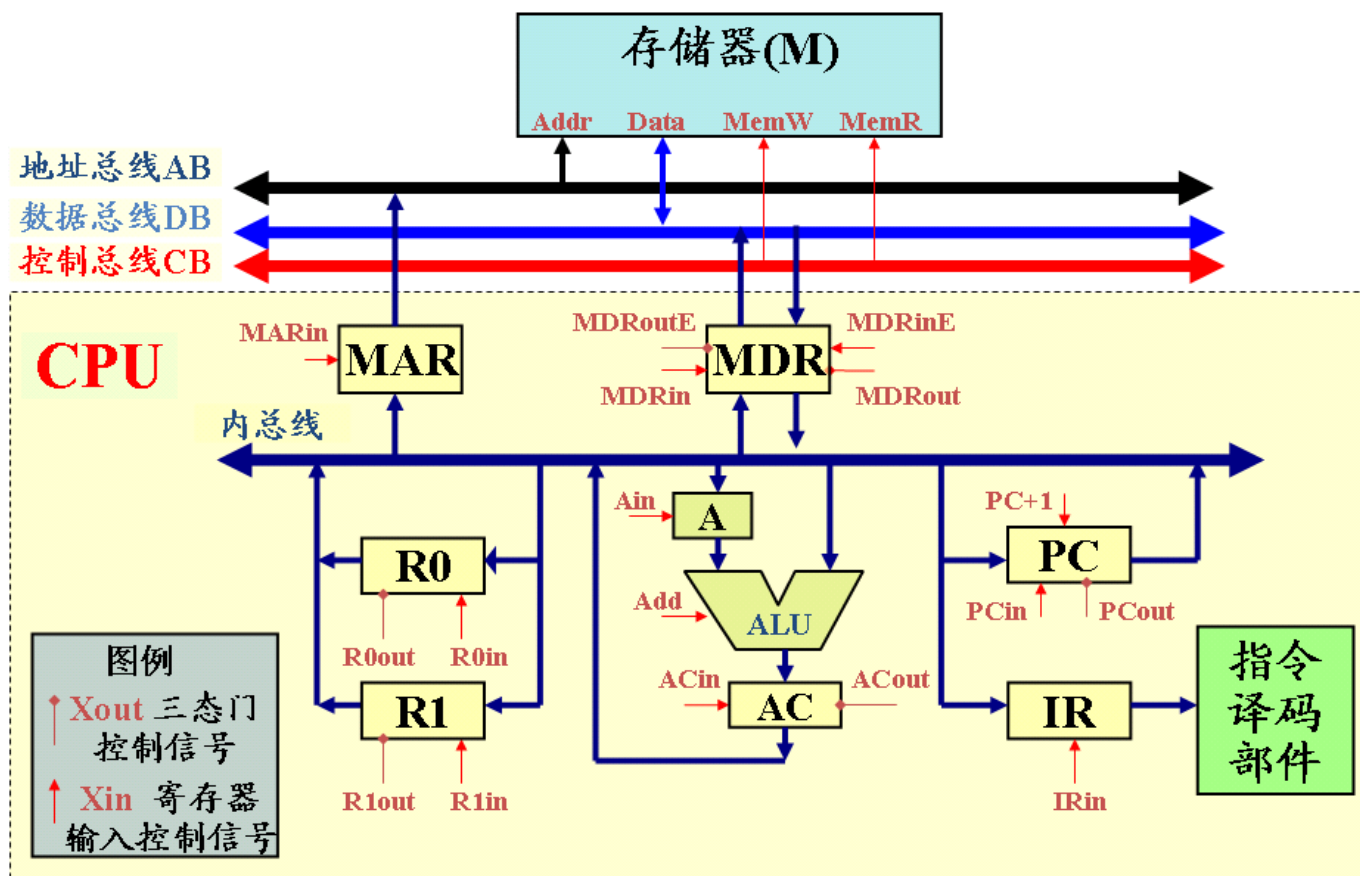 存储器(M)
Addr Data MemW MemR
地址总线AB
数据总线DB
控制总线CB
CPU
MARin
MAR
MDRoutE
MDRinE
MDR
MDRin
MDRout
内总线
Ain
A
PC+1
R0
PC
Add
ALU
PCin
PCout
R0out
R0in
ACin
ACout
R1
AC
IR
R1out
R1in
IRin
指令
译码
部件
图例
Xout 三态门
控制信号
Xin 寄存器
输入控制信号